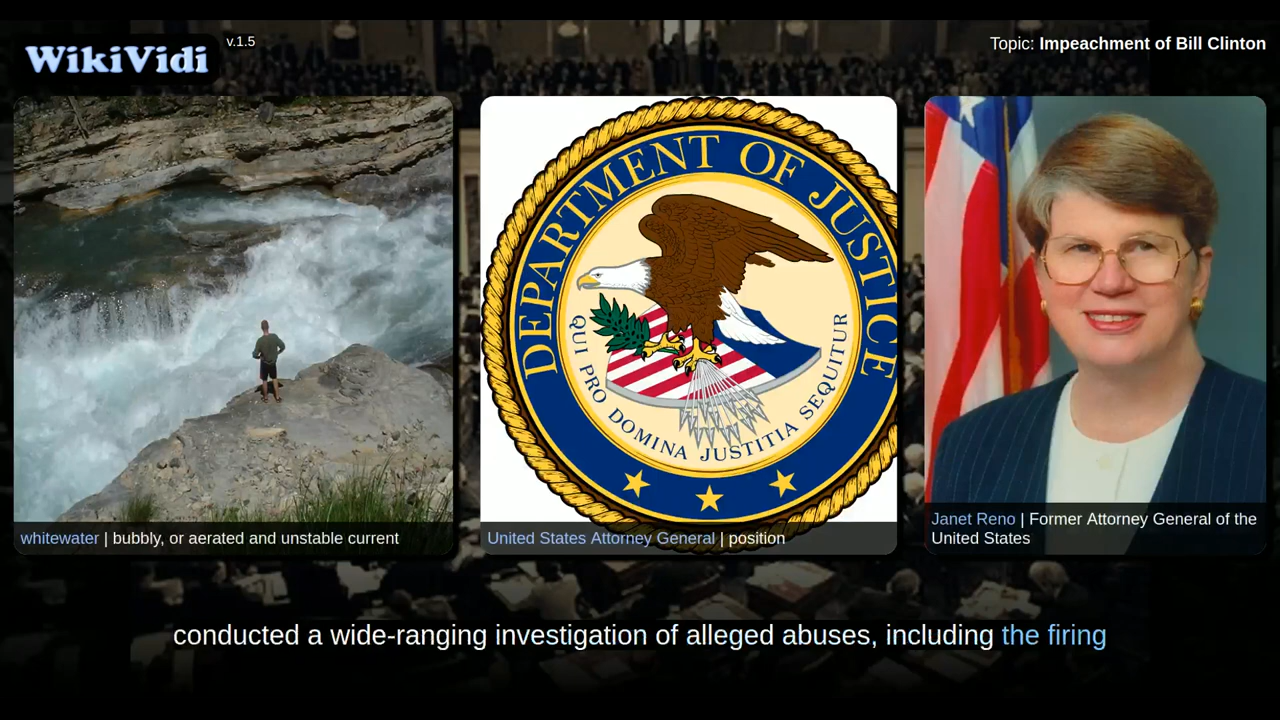 WikiVidi
v.1.5
Topic: Impeachment of Bill Clinton
DEPARTMENT OF JUSTICE
QUI PRO DOMINA JUSTITIA SEQUITUR
whitewater | bubbly, or aerated and unstable current
United States Attorney General | position
Janet Reno | Former Attorney General of the
United States
conducted a wide-ranging investigation of alleged abuses, including the firing